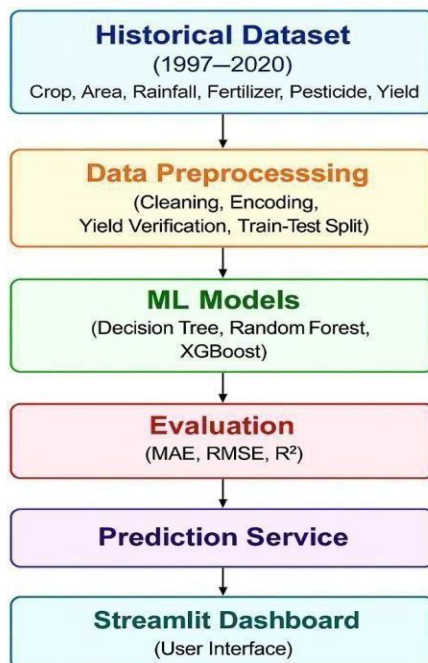 Historical Dataset
(1997—2020)
Crop, Area, Rainfall, Fertilizer, Pesticide, Yield
Data Preprocesssing
(Cleaning, Encoding,
Yield Verification, Train-Test Split)
ML Models
(Decision Tree, Random Forest,
XGBoost)
Evaluation
(MAE, RMSE, R²)
Prediction Service
Streamlit Dashboard
(User Interface)